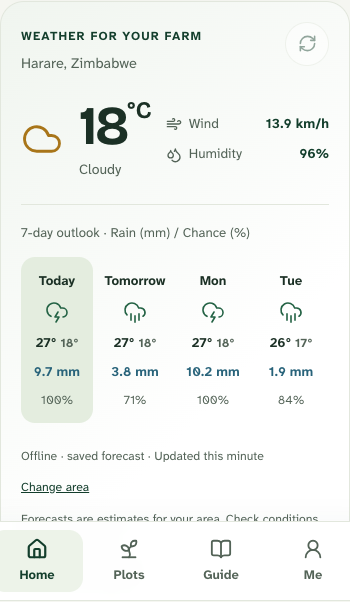 WEATHER FOR YOUR FARM
Harare, Zimbabwe
18°C
Cloudy
Wind 13.9 km/h
Humidity 96%
7-day outlook · Rain (mm) / Chance (%)
Today Tomorrow Mon Tue
27° 18° 27° 18° 27° 18° 26° 17°
9.7 mm 3.8 mm 10.2 mm 1.9 mm
100% 71% 100% 84%
Offline · saved forecast · Updated this minute
Change area
Forecasts are estimates for your area. Check conditions
Home Plots Guide Me